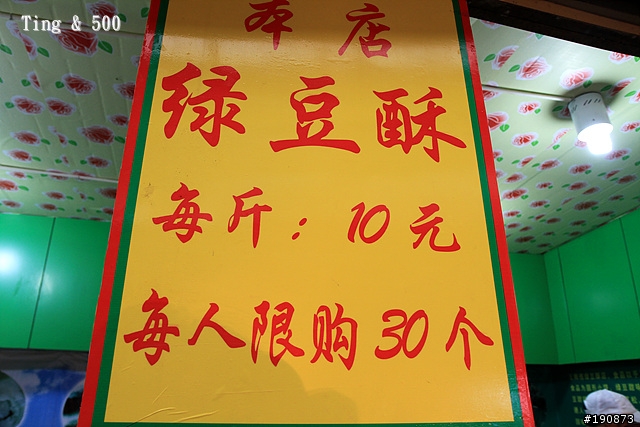 Ting & 500
本店
绿豆酥
每斤：10元
每人限购30个
#190873